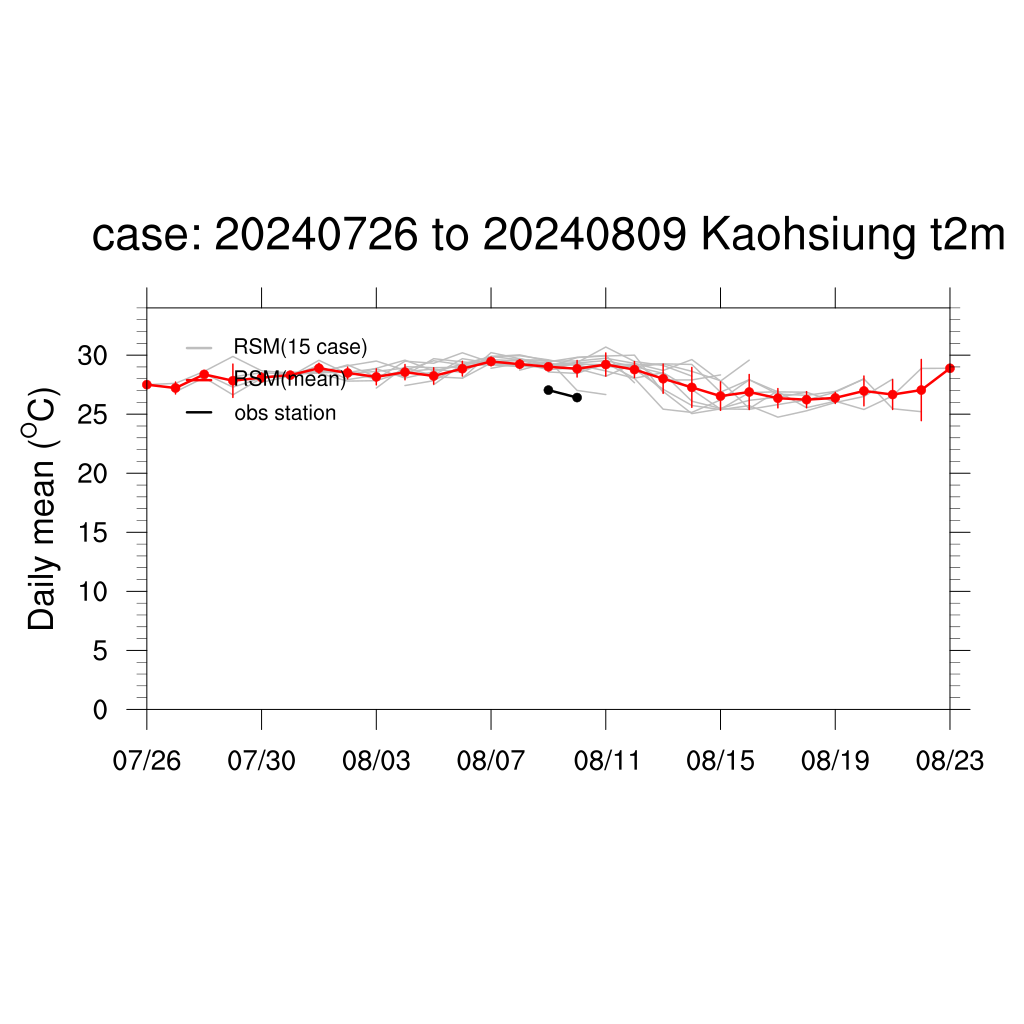 case: 20240726 to 20240809 Kaohsiung t2m
RSM(15 case)
RSM(mean)
obs station
Daily mean (°C)
30
25
20
15
10
5
0
07/26 07/30 08/03 08/07 08/11 08/15 08/19 08/23